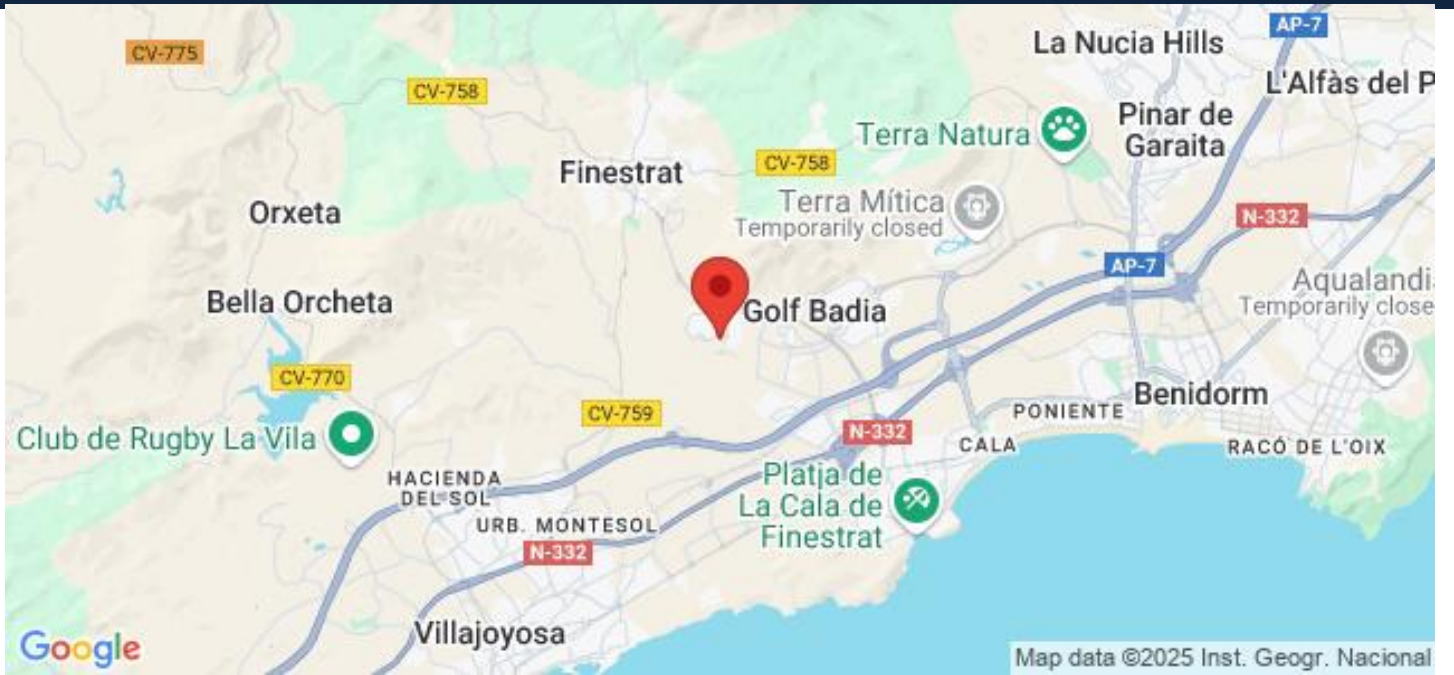 AP-7
La Nucia Hills
CV-775
CV-758
L'Alfàs del P
Terra Natura
Pinar de
Garaita
Finestrat
CV-758
Orxeta
Terra Mítica
Temporarily closed
N-332
AP-7
Aqualandi
Temporarily close
Bella Orcheta
Golf Badia
CV-770
CV-759
Benidorm
PONIENTE
Club de Rugby La Vila
N-332
CALA
RACÓ DE L'OIX
HACIENDA
DEL SOL
Platja de
La Cala de
Finestrat
URB. MONTESOL
N-332
Villajoyosa
Google
Map data ©2025 Inst. Geogr. Nacional